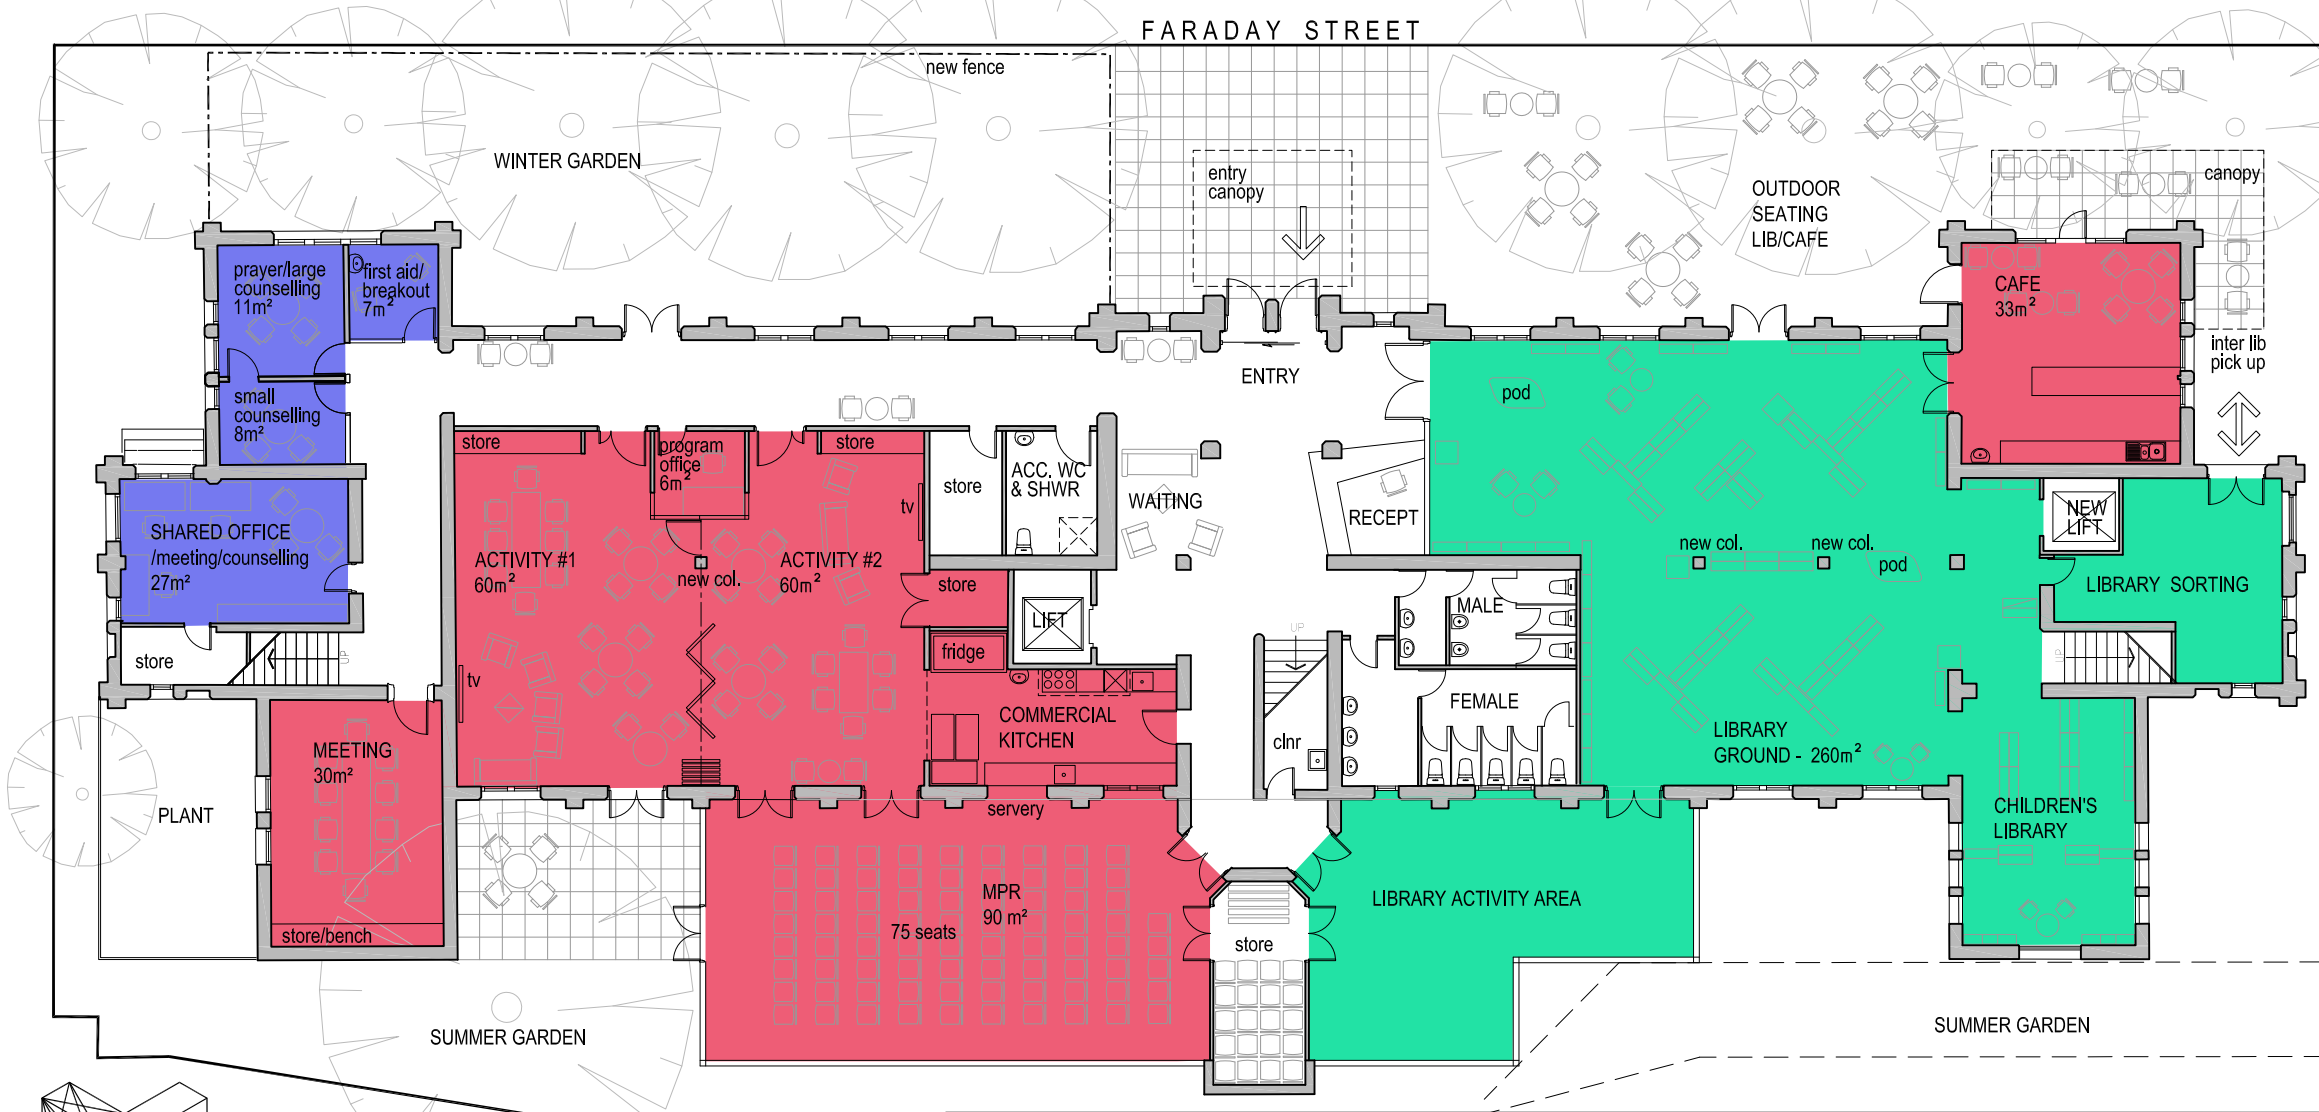 FARADAY STREET
new fence
WINTER GARDEN
entry
canopy
OUTDOOR
SEATING
LIB/CAFE
canopy
prayer/large
counselling
11m²
first aid/
breakout
7m²
CAFE
33m²
inter lib
pick up
ENTRY
pod
small
counselling
8m²
store
program
office
6m²
store
store
ACC. WC
& SHWR
WAITING
RECEPT
tv
NEW
LIFT
SHARED OFFICE
/meeting/counselling
27m²
ACTIVITY #1
60m²
new col.
ACTIVITY #2
60m²
store
new col.
new col.
pod
LIBRARY SORTING
LIFT
MALE
UP
UP
UP
store
fridge
tv
COMMERCIAL
KITCHEN
FEMALE
clnr
LIBRARY
GROUND - 260m²
MEETING
30m²
PLANT
servery
CHILDREN'S
LIBRARY
MPR
90 m²
75 seats
LIBRARY ACTIVITY AREA
store/bench
store
SUMMER GARDEN
SUMMER GARDEN